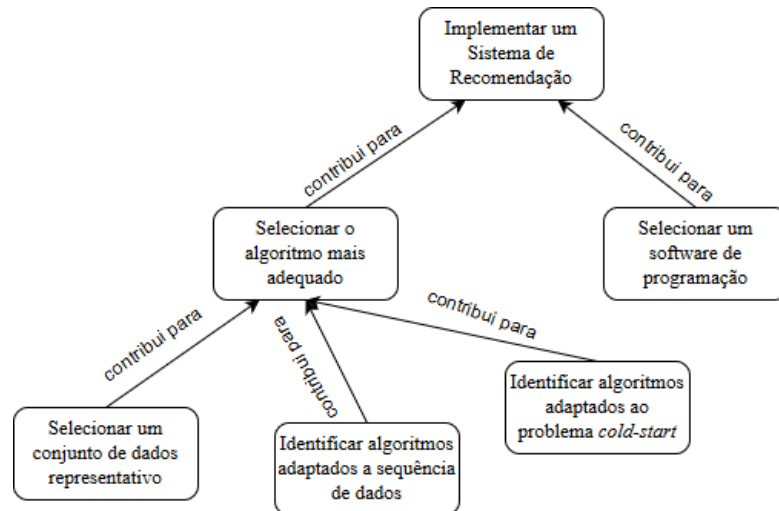 Implementar um
Sistema de
Recomendação
contribui para
contribui para
Selecionar o
algoritmo mais
adequado
Selecionar um
software de
programação
contribui para
contribui para
contribui para
Identificar algoritmos
adaptados ao
problema cold-start
Selecionar um
conjunto de dados
representativo
Identificar algoritmos
adaptados a sequência
de dados